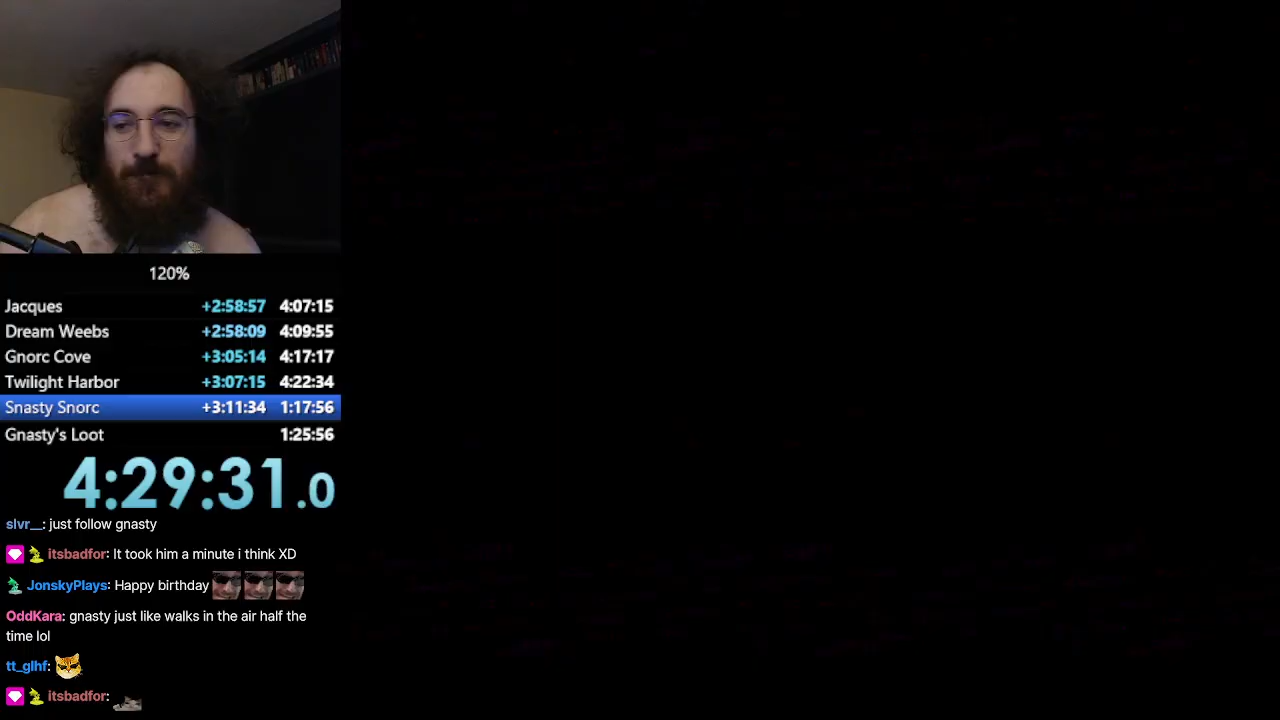 120%
Jacques +2:58:57 4:07:15
Dream Weebs +2:58:09 4:09:55
Gnorc Cove +3:05:14 4:17:17
Twilight Harbor +3:07:15 4:22:34
Snasty Snorc +3:11:34 1:17:56
Gnasty's Loot 1:25:56
4:29:31.0
slvr__: just follow gnasty
itsbadfor: It took him a minute i think XD
JonskyPlays: Happy birthday
OddKara: gnasty just like walks in the air half the
time lol
tt_glhf:
itsbadfor: